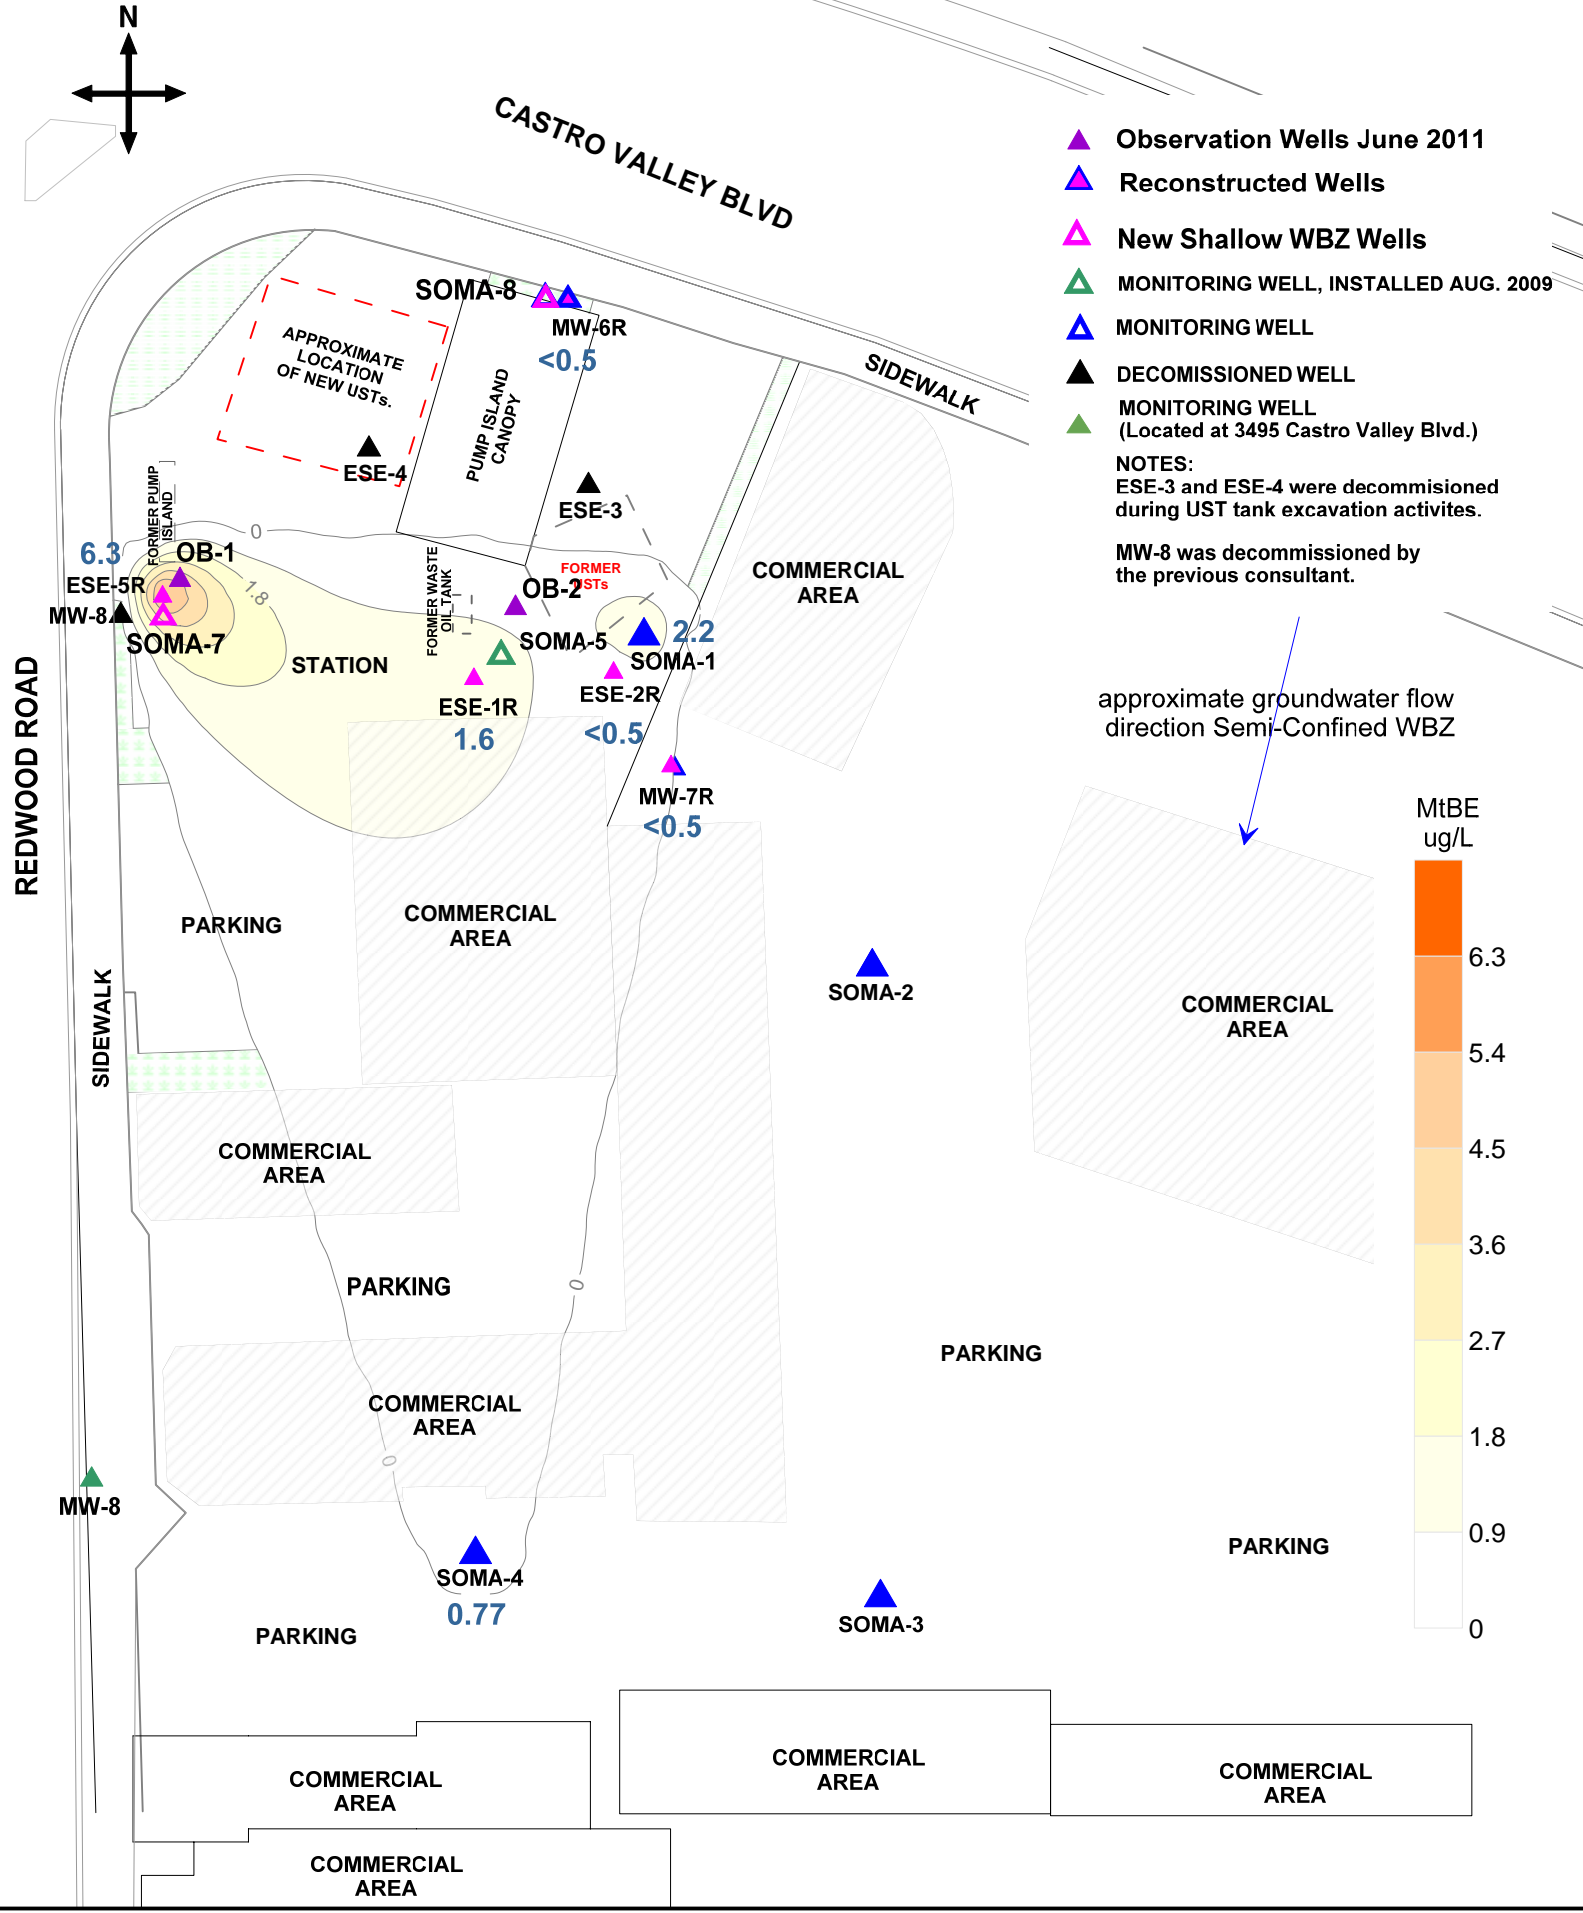 N
CASTRO VALLEY BLVD
Observation Wells June 2011
Reconstructed Wells
New Shallow WBZ Wells
MONITORING WELL, INSTALLED AUG. 2009
MONITORING WELL
DECOMISSIONED WELL
MONITORING WELL
(Located at 3495 Castro Valley Blvd.)
NOTES:
ESE-3 and ESE-4 were decommisioned
during UST tank excavation activites.
MW-8 was decommissioned by
the previous consultant.
SOMA-8
MW-6R
<0.5
SIDEWALK
APPROXIMATE
LOCATION
OF NEW USTs.
PUMP ISLAND
CANOPY
ESE-4
ESE-3
FORMER PUMP
ISLAND
0
6.3
OB-1
ESE-5R
1.8
MW-8
SOMA-7
STATION
FORMER WASTE
OIL TANK
OB-2
FORMER
USTs
SOMA-5
2.2
SOMA-1
ESE-2R
<0.5
ESE-1R
1.6
MW-7R
<0.5
COMMERCIAL
AREA
approximate groundwater flow
direction Semi-Confined WBZ
REDWOOD ROAD
SIDEWALK
PARKING
COMMERCIAL
AREA
SOMA-2
COMMERCIAL
AREA
MtBE
ug/L
6.3
5.4
4.5
3.6
2.7
1.8
0.9
0
COMMERCIAL
AREA
PARKING
0
PARKING
COMMERCIAL
AREA
0
MW-8
SOMA-4
0.77
PARKING
SOMA-3
PARKING
COMMERCIAL
AREA
COMMERCIAL
AREA
COMMERCIAL
AREA
COMMERCIAL
AREA